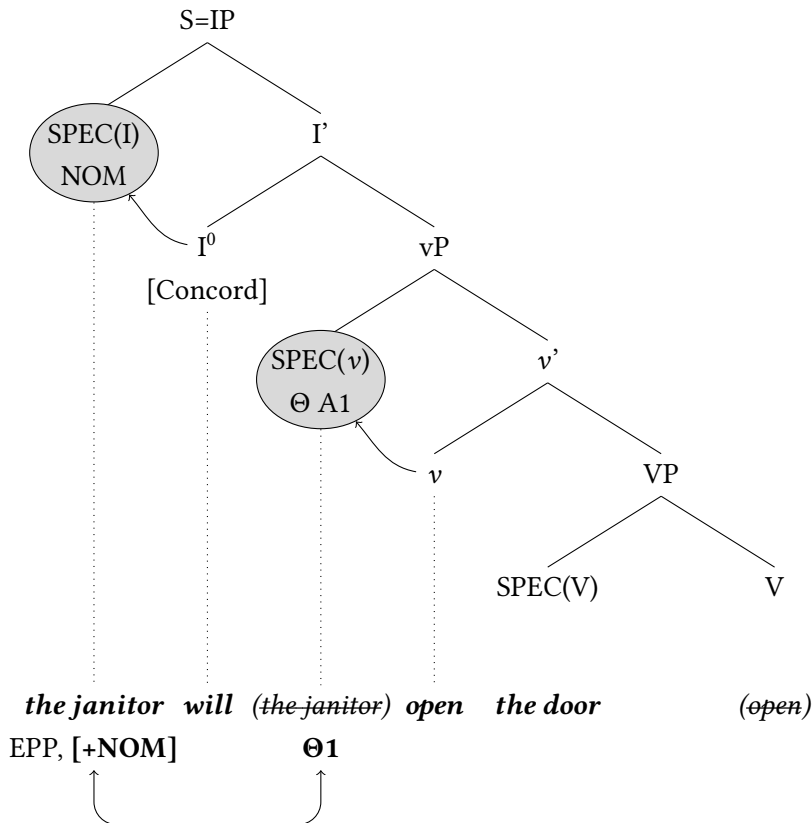 S=IP
SPEC(I) I’
NOM
I⁰ vP
[Concord]
SPEC(v) v’
Θ A1
v VP
SPEC(V) V
the janitor will (the janitor) open the door (open)
EPP, [+NOM] Θ1